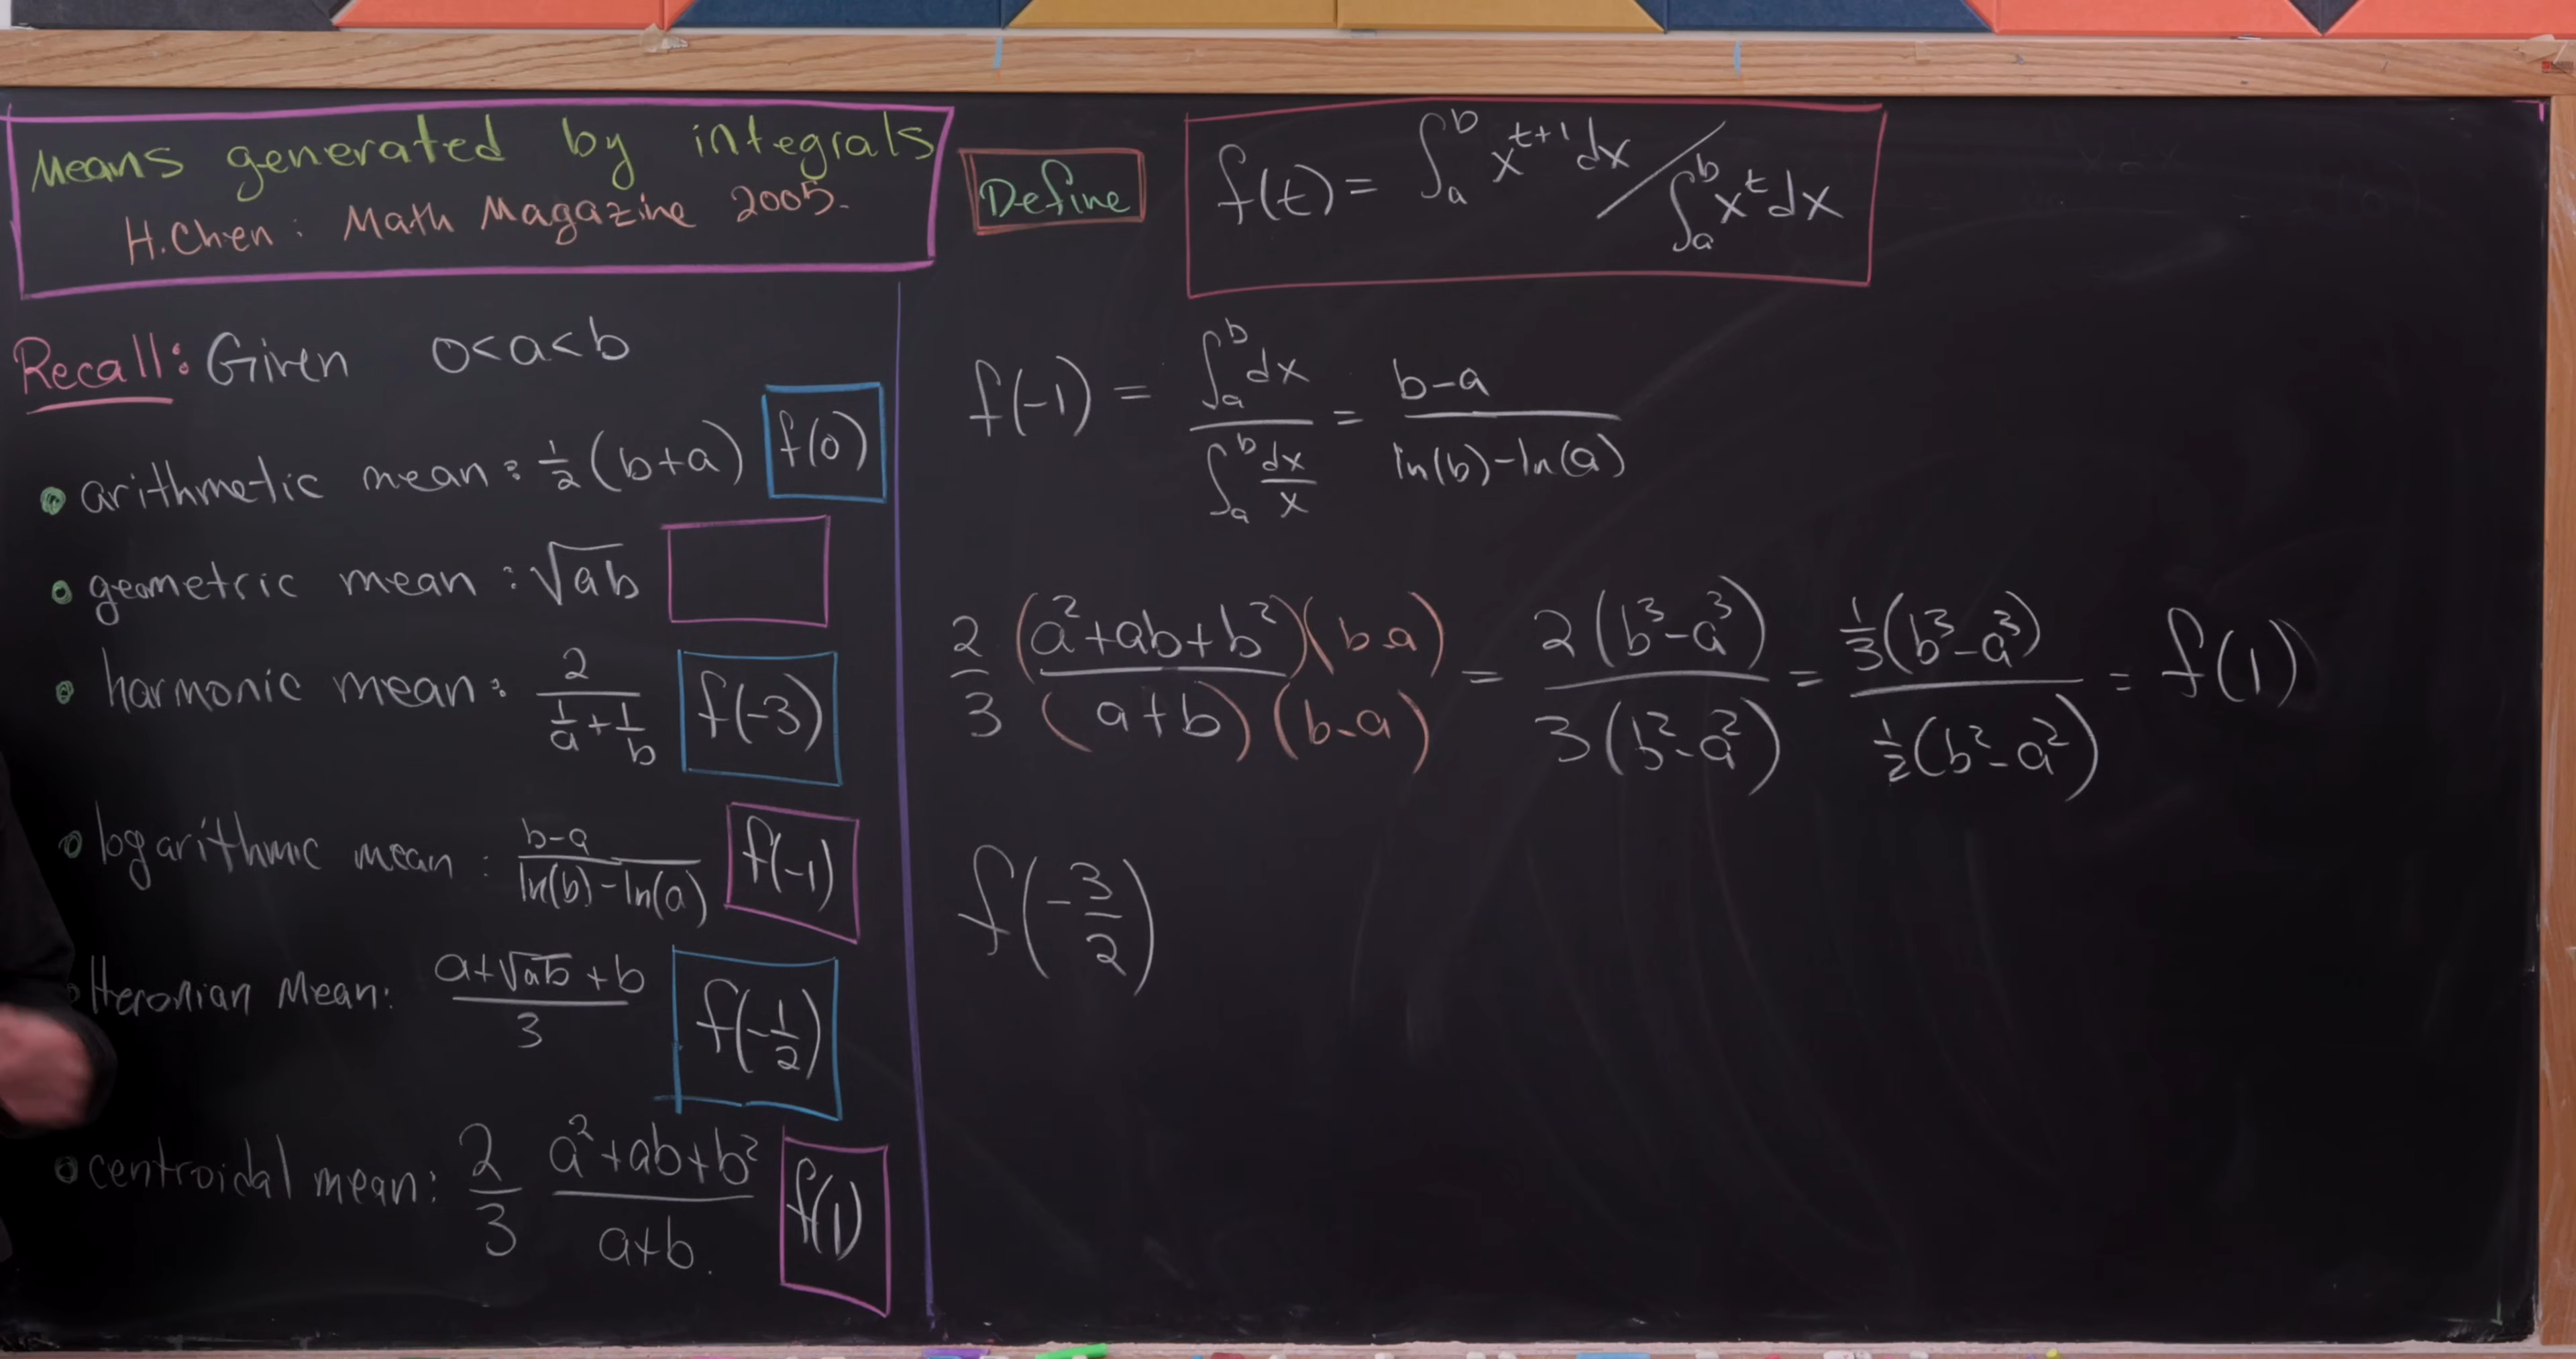 Means generated by integrals
H.Chen: Math Magazine 2005.
Recall: Given 0<a<b
• arithmetic mean: 1/2 (b+a) f(0)
• geometric mean: √ab
• harmonic mean: 2/(1/a + 1/b) f(-3)
• logarithmic mean: (b-a)/(ln(b)-ln(a)) f(-1)
• Heronian Mean: (a+√ab+b)/3 f(-1/2)
• centroidal mean: 2/3 (a²+ab+b²)/(a+b). f(1)
Define f(t) = ∫_a^b x^(t+1) dx / ∫_a^b x^t dx
f(-1) = (∫_a^b dx)/(∫_a^b dx/x) = (b-a)/(ln(b)-ln(a))
2/3 ((a²+ab+b²)(b-a))/((a+b)(b-a)) = (2(b³-a³))/(3(b²-a²)) = (1/3(b³-a³))/(1/2(b²-a²)) = f(1)
f(-3/2)